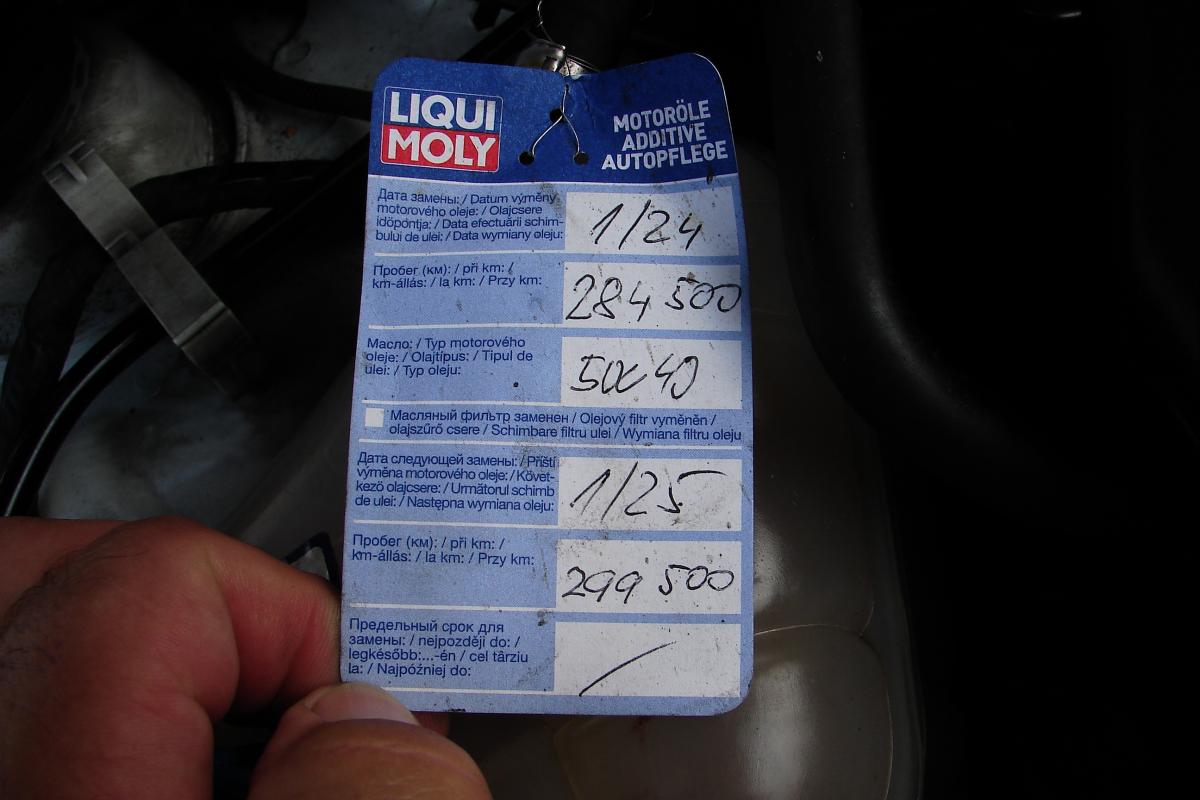 LIQUI
MOLY
MOTORÖLE
ADDITIVE
AUTOPFLEGE
Дата замены: / Datum výměny
motorového oleje: / Olajcsere
időpontja: / Data efectuării schim-
bului de ulei: / Data wymiany oleju:
1/24
Пробег (км): / při km: /
km-állás: / la km: / Przy km:
284 500
Масло: / Typ motorového
oleje: / Olajtípus: / Tipul de
ulei: / Typ oleju:
50x40
Масляный фильтр заменен / Olejový filtr vyměněn /
olajszűrő csere / Schimbare filtru ulei / Wymiana filtru oleju
Дата следующей замены: / Příští
výměna motorového oleje: / Követ-
kező olajcsere: / Următorul schimb
de ulei: / Następna wymiana oleju:
1/25
Пробег (км): / při km: /
km-állás: / la km: / Przy km:
299 500
Предельный срок для
замены: / nejpozději do: /
legkésőbb:...-én / cel târziu
la: / Najpóźniej do:
/